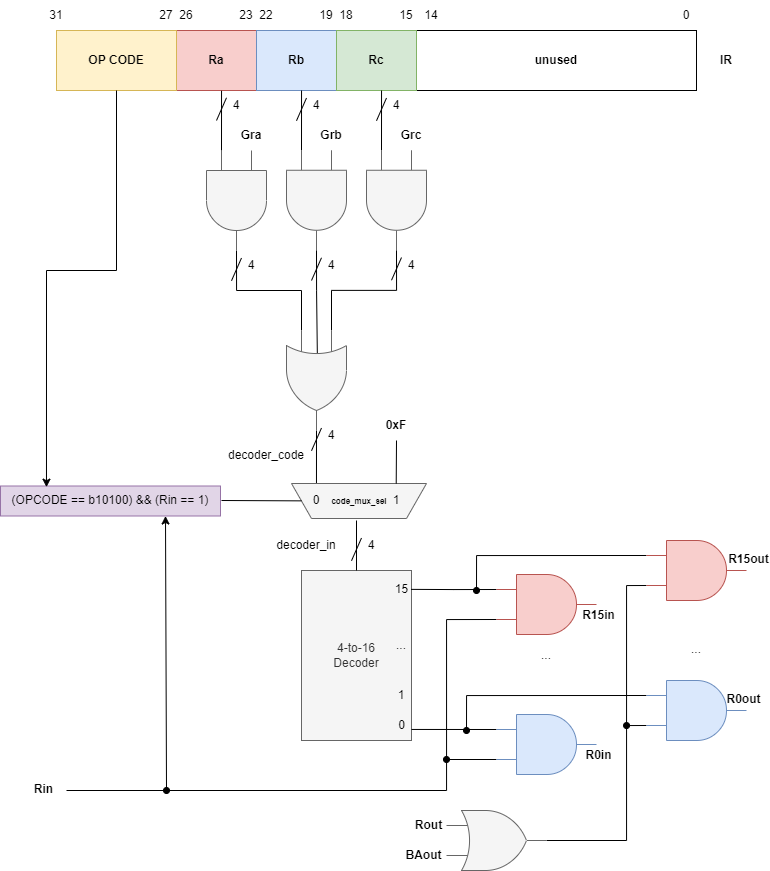 31 27 26 23 22 19 18 15 14 0
OP CODE Ra Rb Rc unused IR
4 4 4
Gra Grb Grc
4 4 4
4
0xF
decoder_code
(OPCODE == b10100) && (Rin == 1)
0 code_mux_sel 1
decoder_in 4
15
4-to-16
Decoder
...
1
0
R15out
R15in
...
...
R0out
R0in
Rin
Rout
BAout